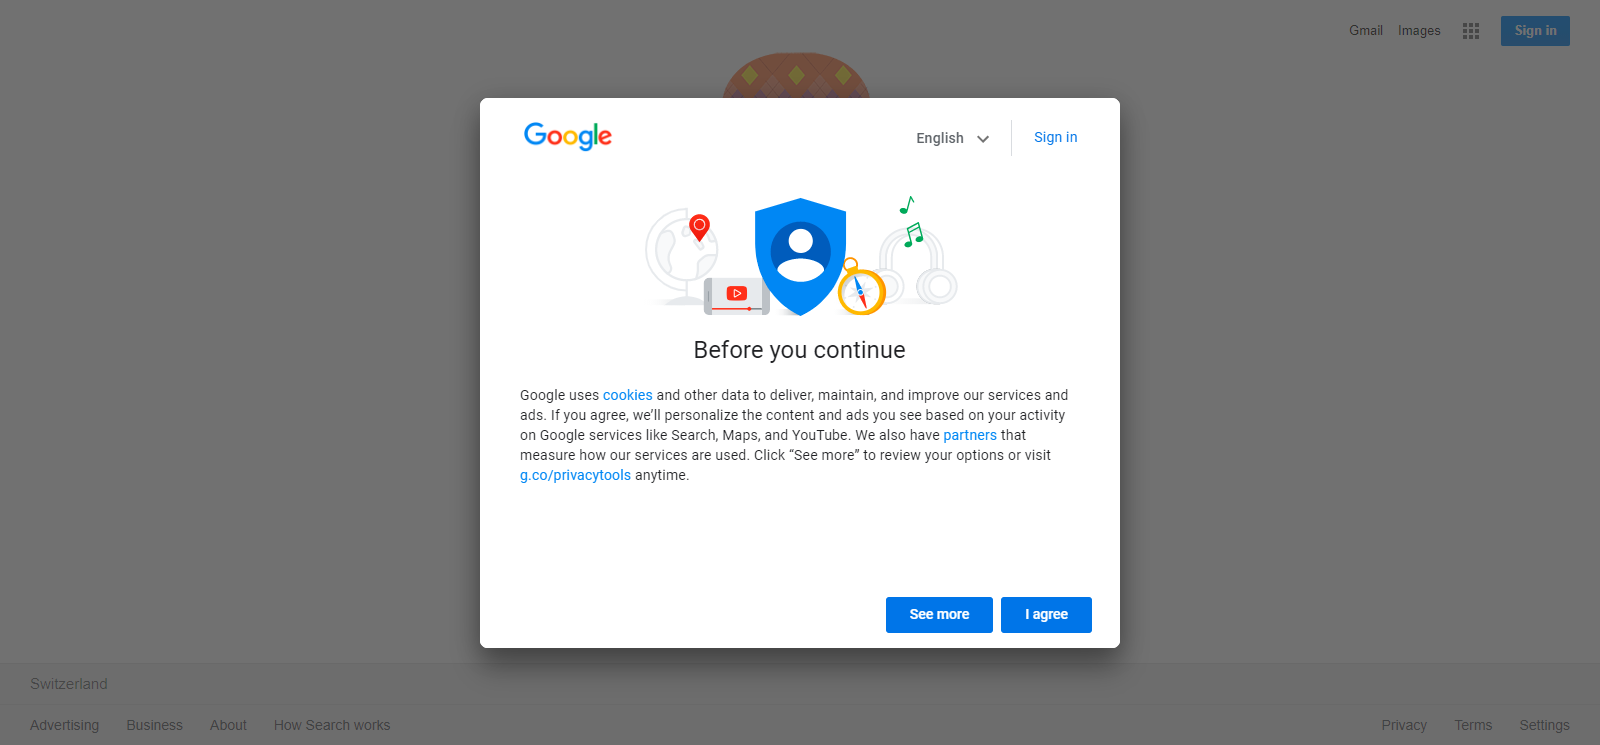 Gmail Images Sign in
Google
English Sign in
Before you continue
Google uses cookies and other data to deliver, maintain, and improve our services and
ads. If you agree, we’ll personalize the content and ads you see based on your activity
on Google services like Search, Maps, and YouTube. We also have partners that
measure how our services are used. Click “See more” to review your options or visit
g.co/privacytools anytime.
See more I agree
Switzerland
Advertising Business About How Search works Privacy Terms Settings